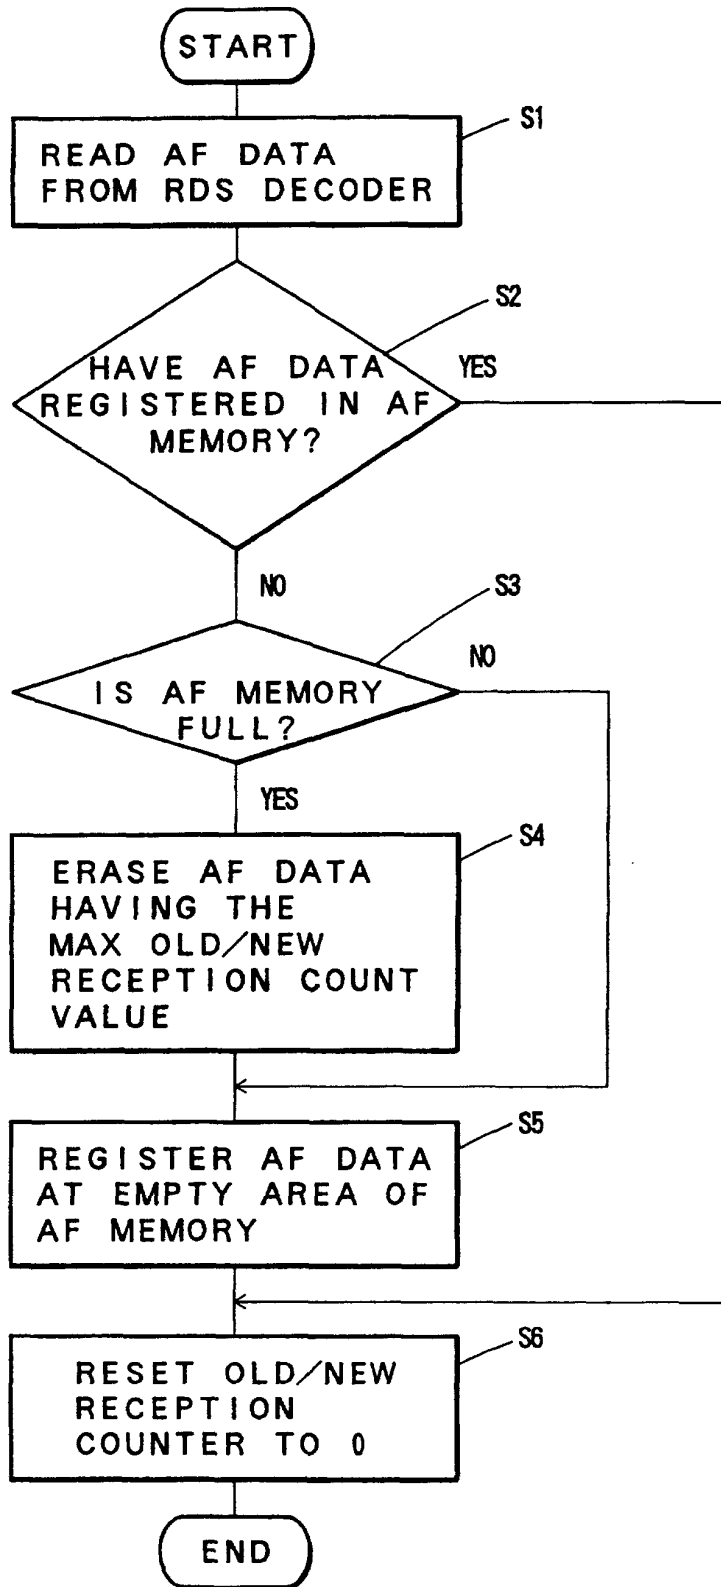 START
S1
READ AF DATA
FROM RDS DECODER
S2
HAVE AF DATA
REGISTERED IN AF
MEMORY?
YES
NO
S3
IS AF MEMORY
FULL?
NO
YES
S4
ERASE AF DATA
HAVING THE
MAX OLD/NEW
RECEPTION COUNT
VALUE
S5
REGISTER AF DATA
AT EMPTY AREA OF
AF MEMORY
S6
RESET OLD/NEW
RECEPTION
COUNTER TO 0
END